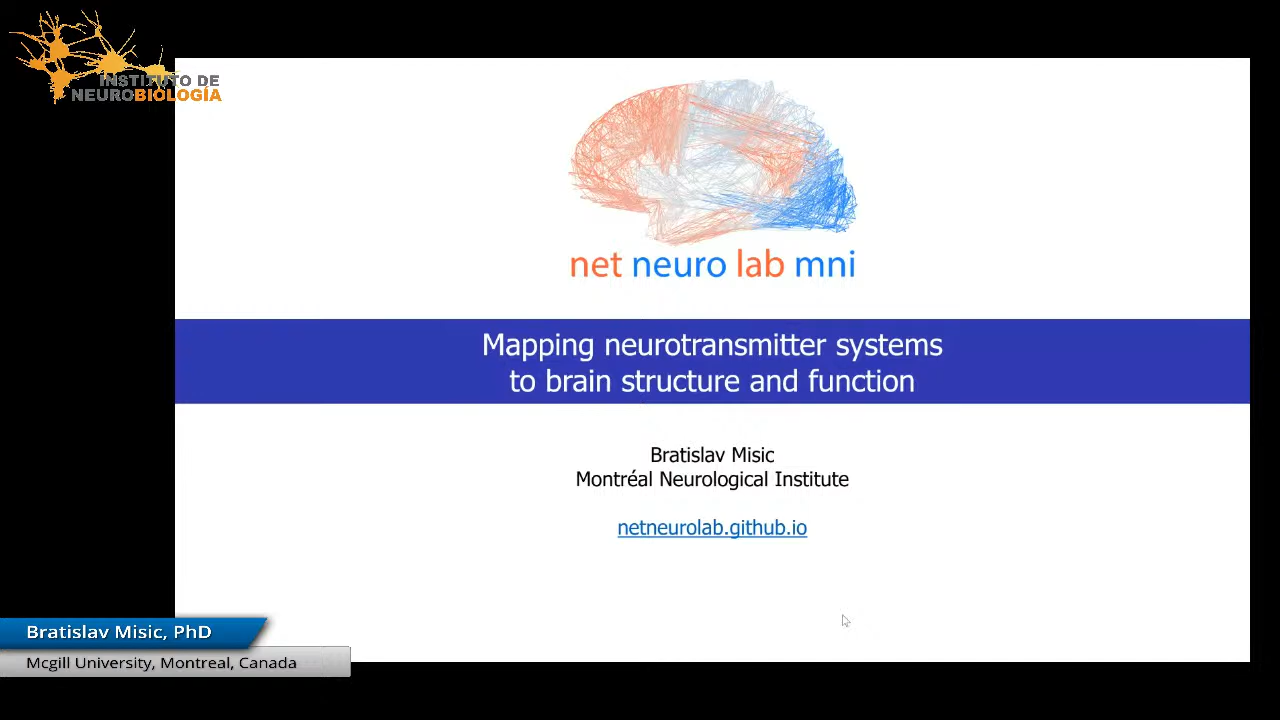 INSTITUTO DE
NEUROBIOLOGÍA
net neuro lab mni
Mapping neurotransmitter systems
to brain structure and function
Bratislav Misic
Montréal Neurological Institute
netneurolab.github.io
Bratislav Misic, PhD
Mcgill University, Montreal, Canada